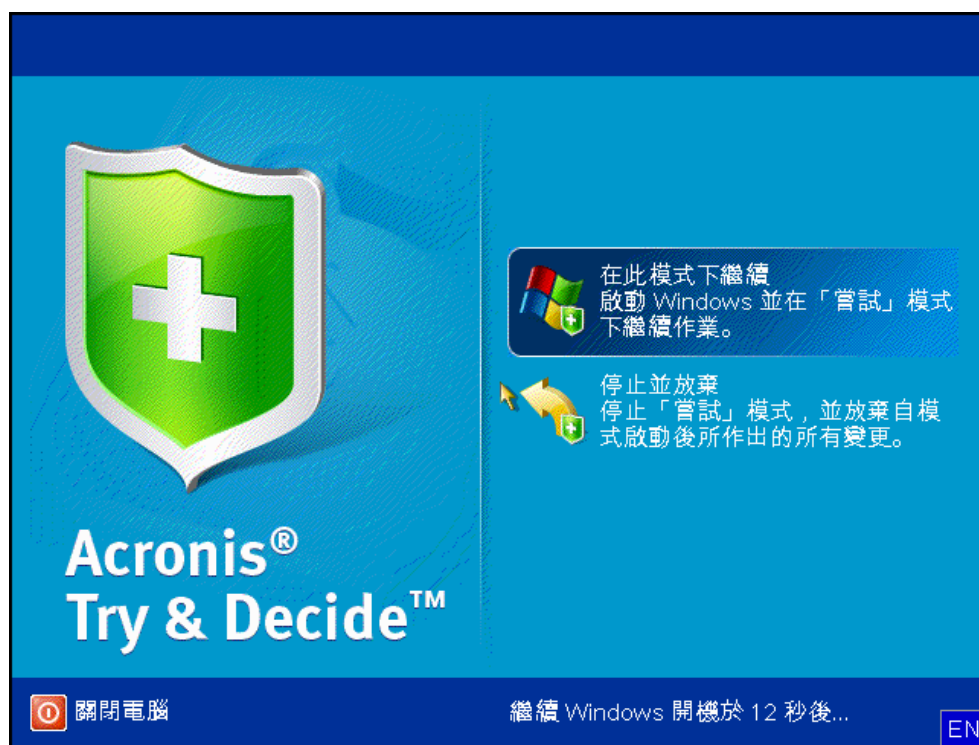 在此模式下繼續
啟動 Windows 並在「嘗試」模式
下繼續作業。
停止並放棄
停止「嘗試」模式，並放棄自模
式啟動後所作出的所有變更。
Acronis®
Try & Decide™
關閉電腦
繼續 Windows 開機於 12 秒後...
EN